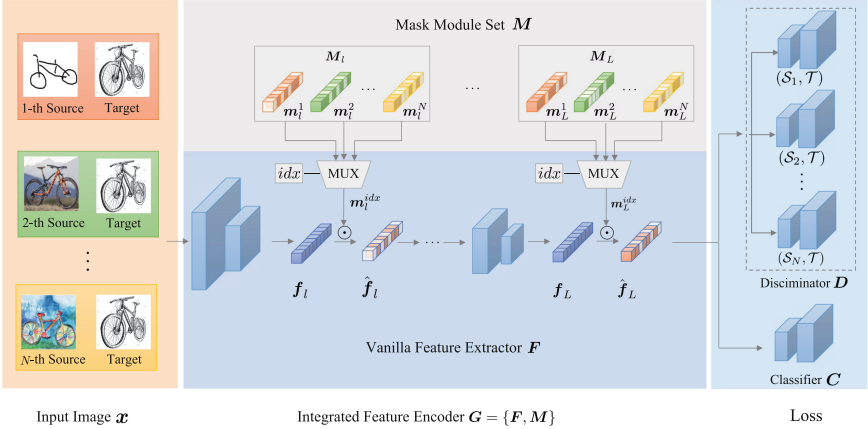 Mask Module Set M
M_l
M_L
1-th Source Target
m_l^1 m_l^2 ... m_l^N
...
m_L^1 m_L^2 ... m_L^N
(S_1, T)
idx MUX
idx MUX
(S_2, T)
2-th Source Target
m_l^{idx}
m_L^{idx}
...
f_l
f̂_l
f_L
f̂_L
(S_N, T)
Disciminator D
N-th Source Target
Vanilla Feature Extractor F
Classifier C
Input Image x
Integrated Feature Encoder G = {F, M}
Loss